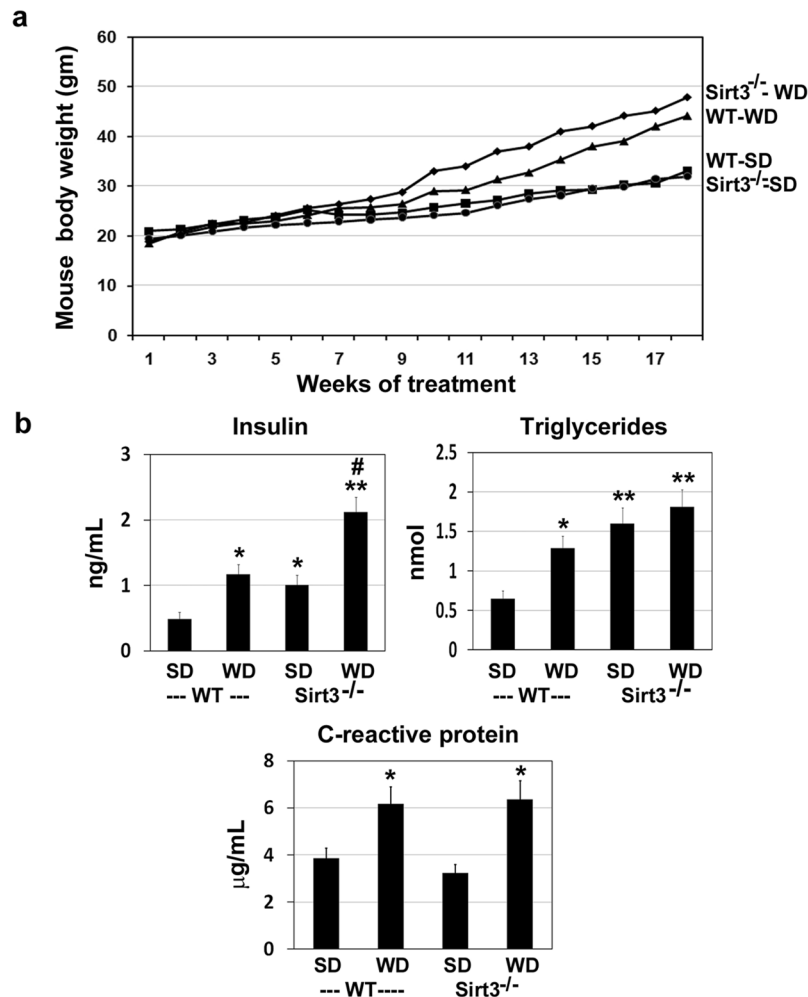 a
Mouse body weight (gm)
60
50
40
30
20
10
0
Sirt3-/-- WD
WT-WD
WT-SD
Sirt3-/--SD
1 3 5 7 9 11 13 15 17
Weeks of treatment
b
Insulin
ng/mL
3
2
1
0
* * ** #
SD WD SD WD
--- WT --- Sirt3-/-
Triglycerides
nmol
2.5
2
1.5
1
0.5
0
* ** **
SD WD SD WD
--- WT--- Sirt3-/-
C-reactive protein
µg/mL
8
6
4
2
0
* *
SD WD SD WD
--- WT---- Sirt3-/-